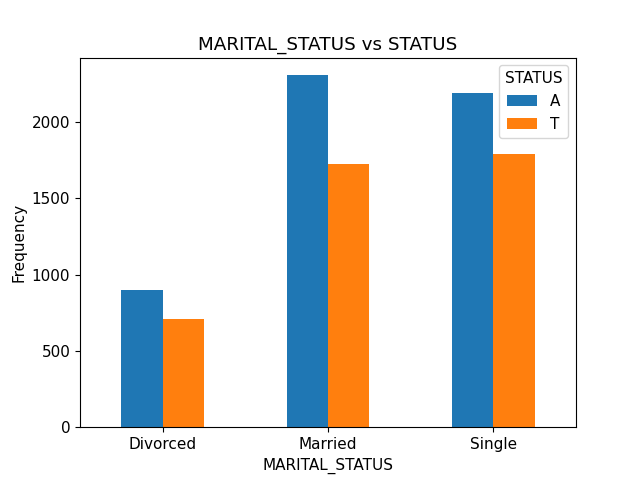 MARITAL_STATUS vs STATUS
STATUS
A
T
2000
1500
1000
500
0
Frequency
Divorced Married Single
MARITAL_STATUS